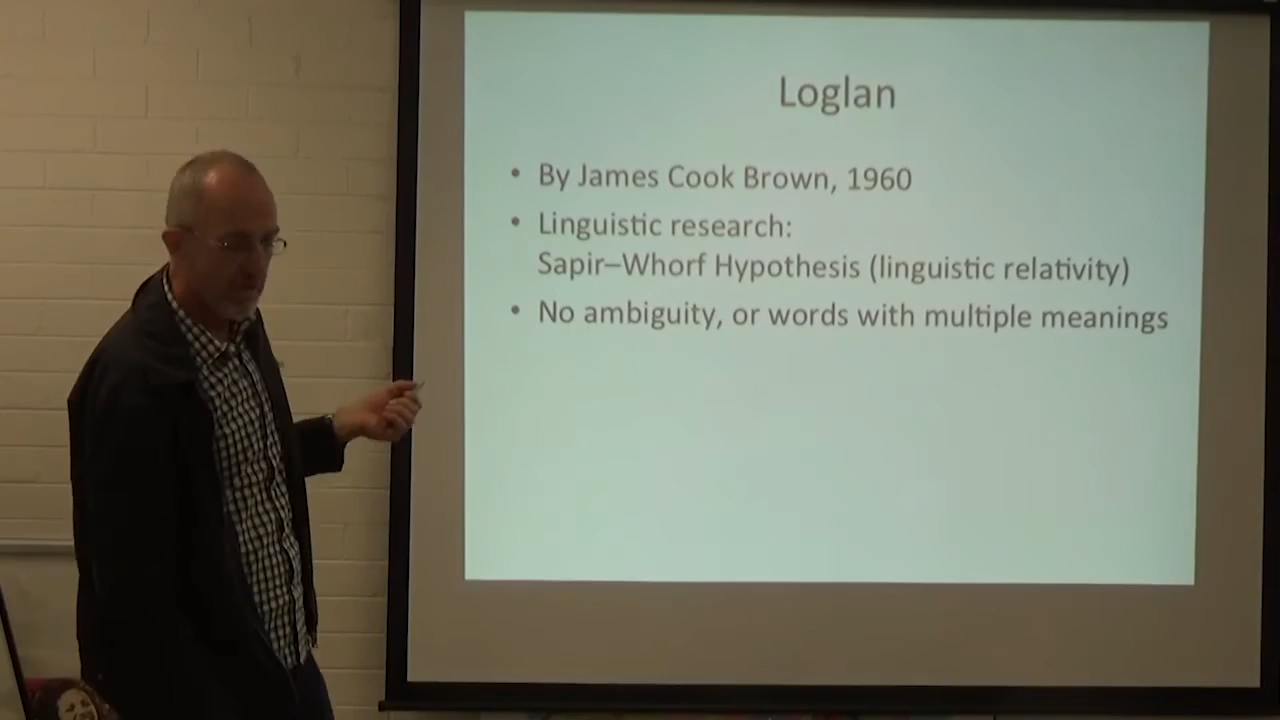 Loglan
• By James Cook Brown, 1960
• Linguistic research:
Sapir–Whorf Hypothesis (linguistic relativity)
• No ambiguity, or words with multiple meanings